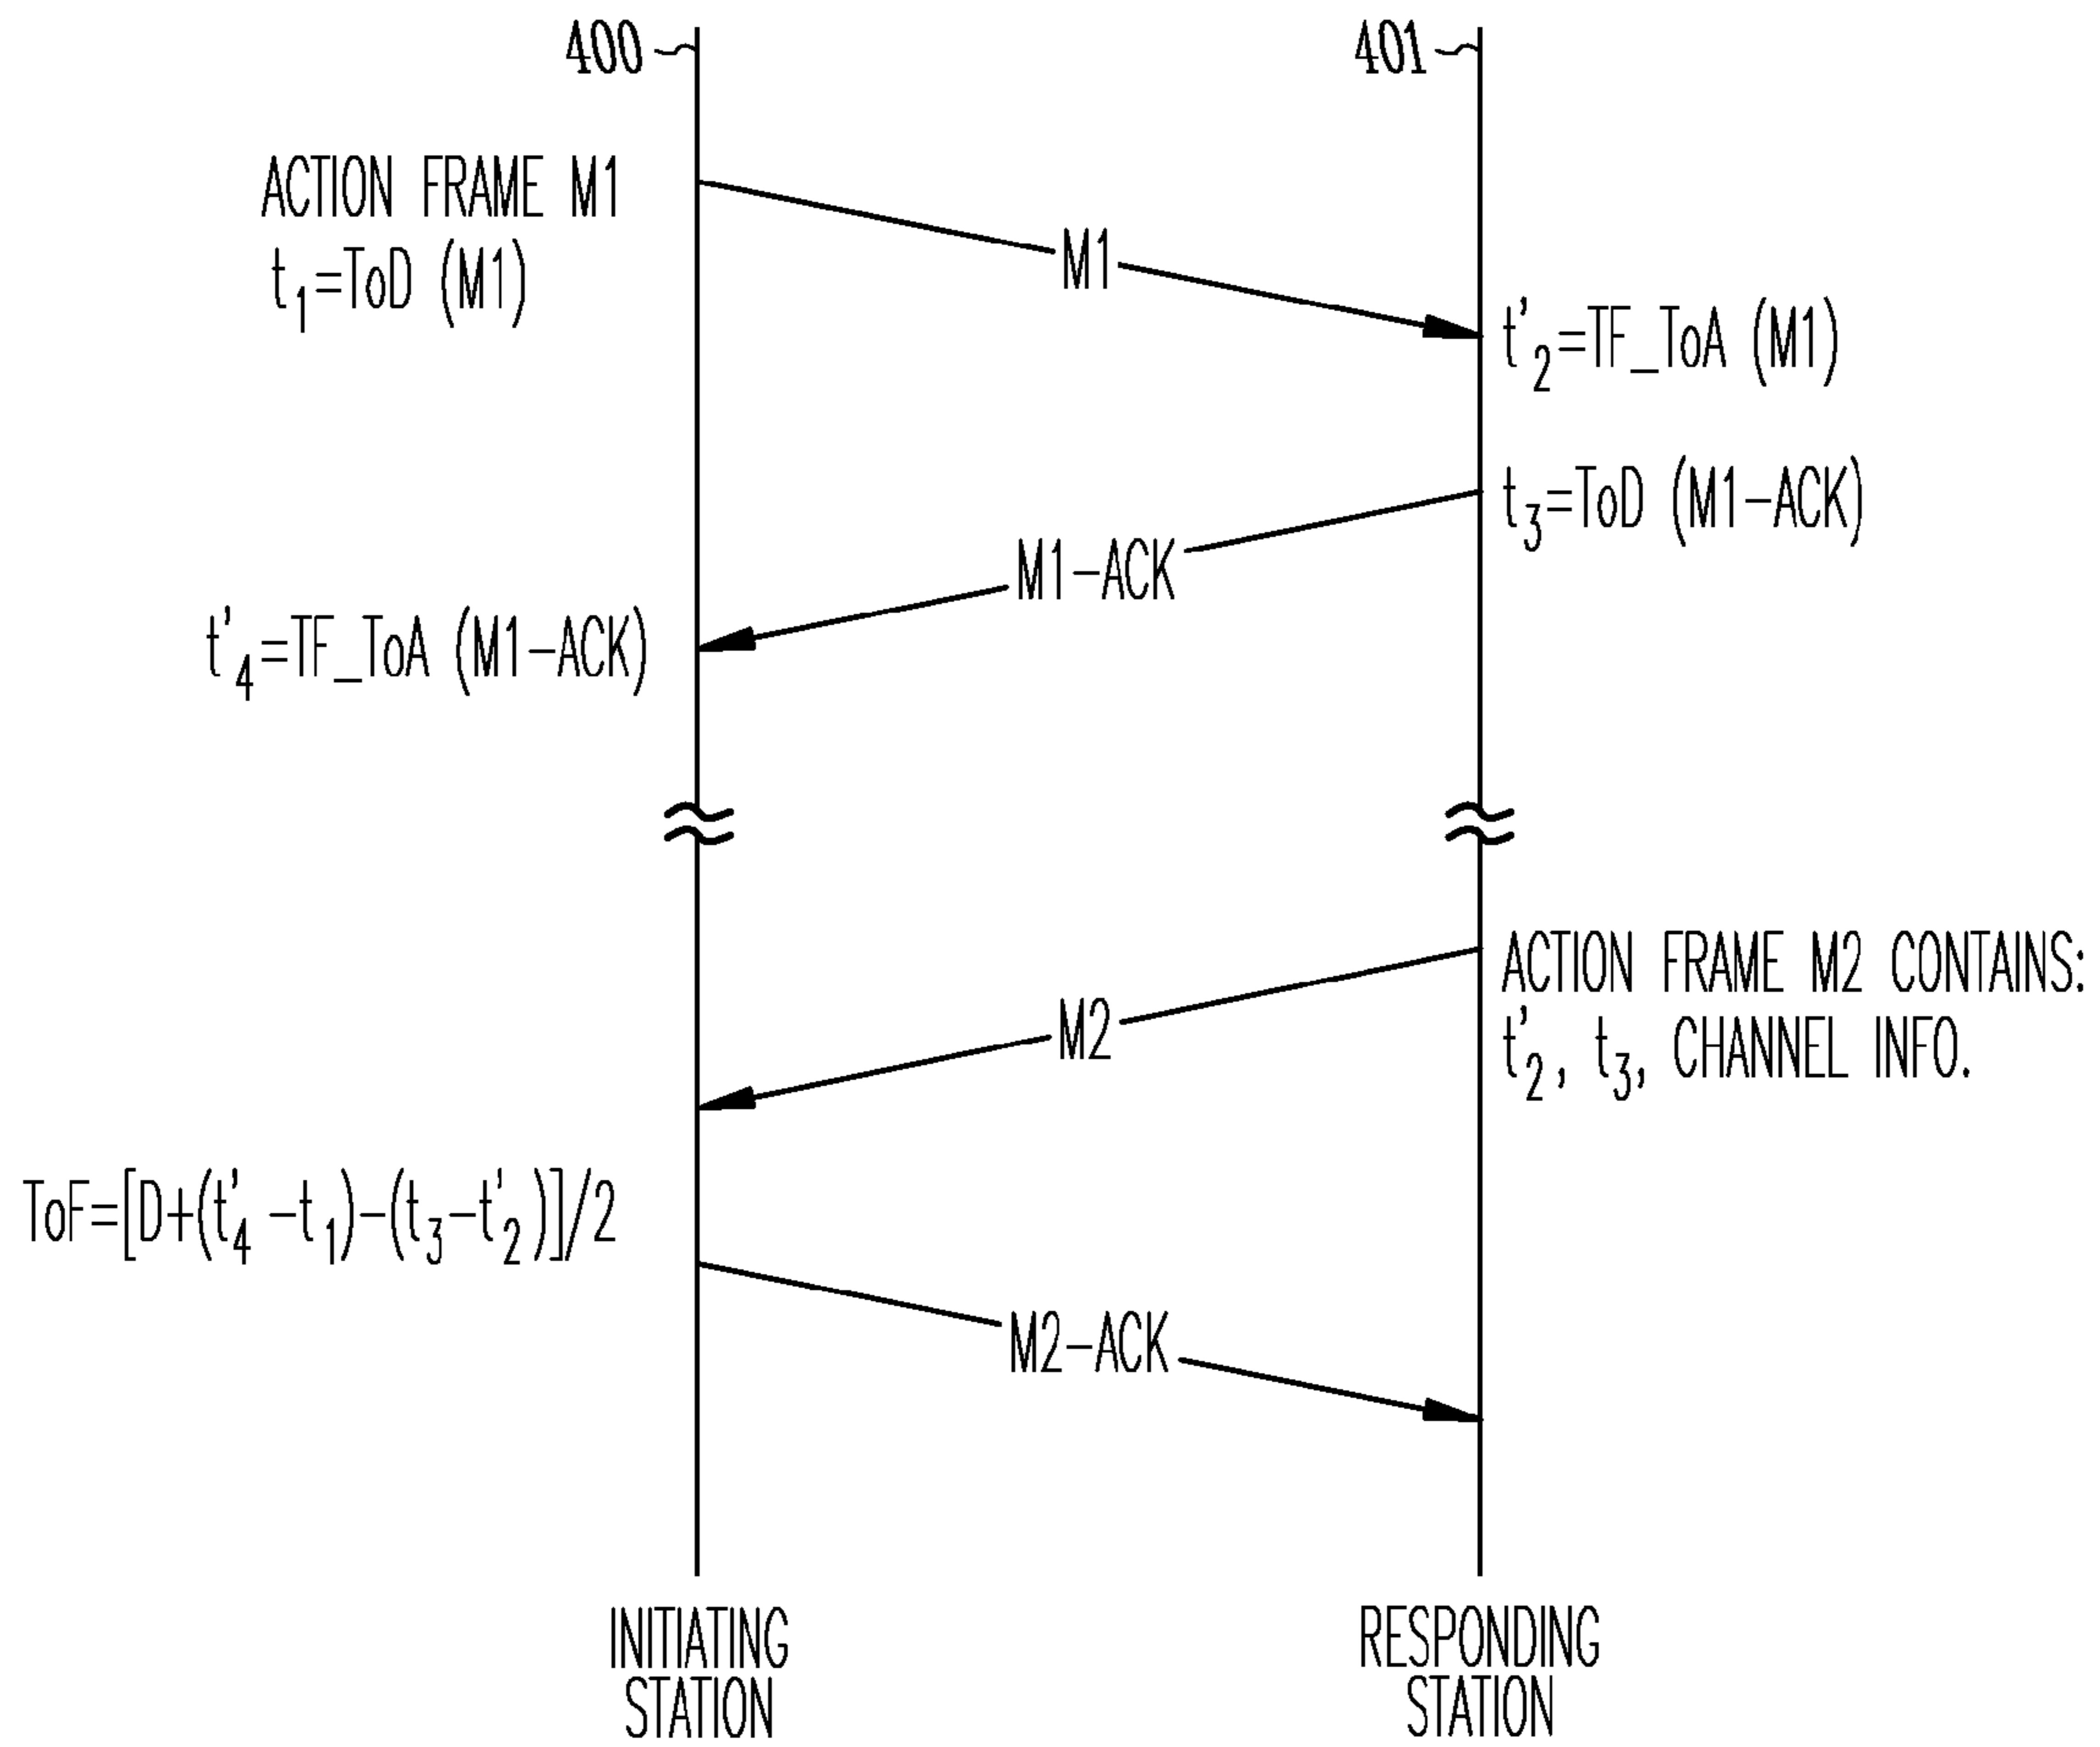 400
401
ACTION FRAME M1
t1=ToD (M1)
M1
t'2=TF_ToA (M1)
t3=ToD (M1-ACK)
M1-ACK
t'4=TF_ToA (M1-ACK)
ACTION FRAME M2 CONTAINS:
t'2, t3, CHANNEL INFO.
M2
ToF=[D+(t'4-t1)-(t3-t'2)]/2
M2-ACK
INITIATING
STATION
RESPONDING
STATION